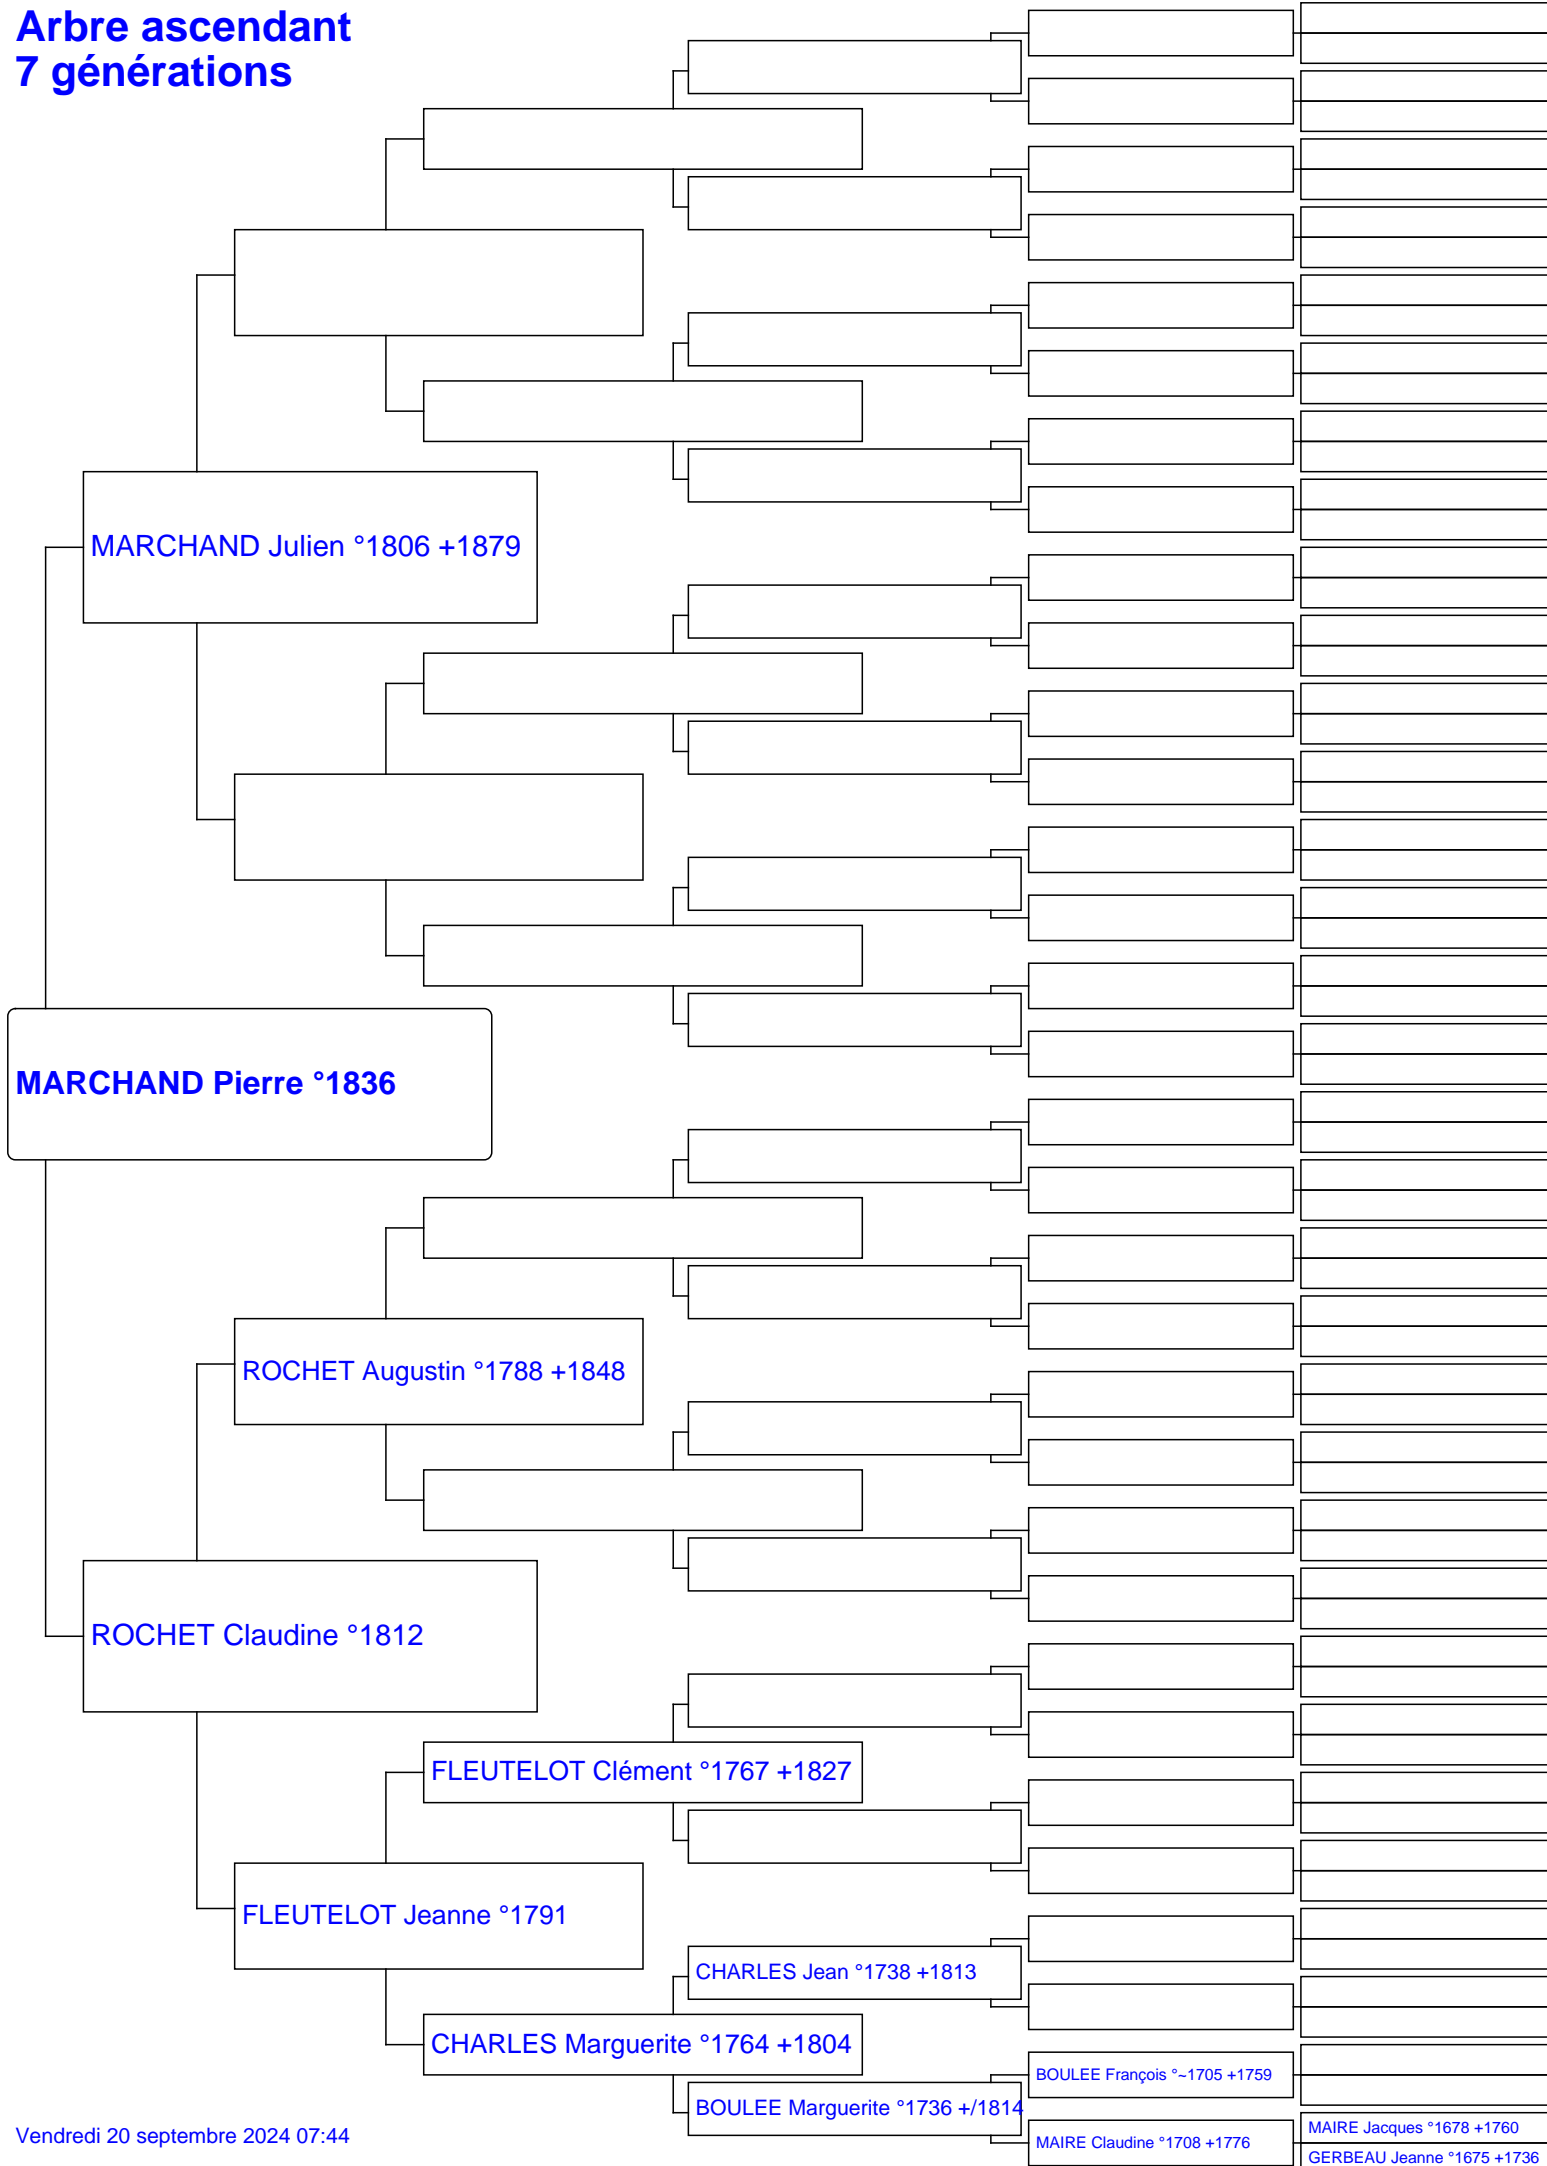 Arbre ascendant
7 générations
MARCHAND Julien °1806 +1879
MARCHAND Pierre °1836
ROCHET Augustin °1788 +1848
ROCHET Claudine °1812
FLEUTELOT Clément °1767 +1827
FLEUTELOT Jeanne °1791
CHARLES Jean °1738 +1813
CHARLES Marguerite °1764 +1804
BOULEE François °~1705 +1759
BOULEE Marguerite °1736 +/1814
MAIRE Jacques °1678 +1760
MAIRE Claudine °1708 +1776
GERBEAU Jeanne °1675 +1736
Vendredi 20 septembre 2024 07:44